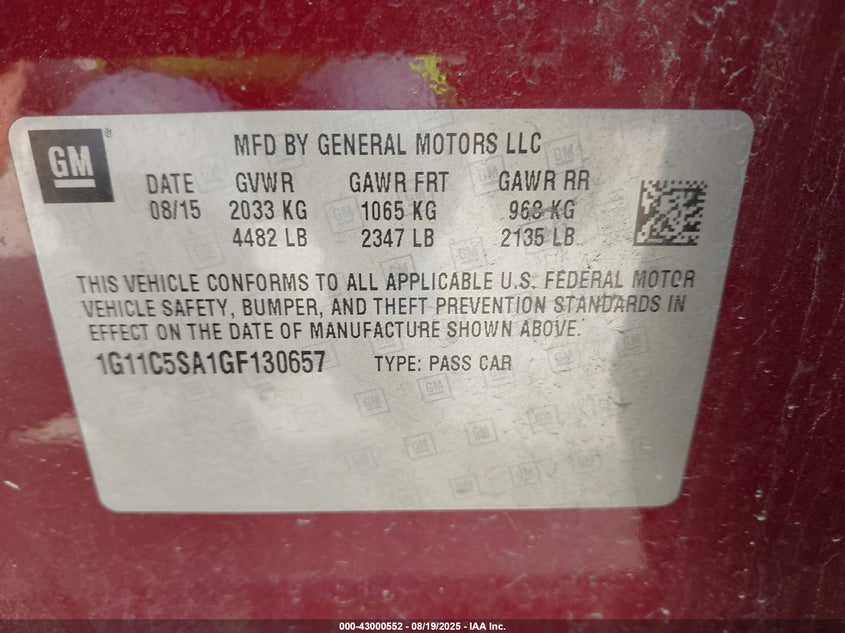 GM ®
MFD BY GENERAL MOTORS LLC
DATE GVWR GAWR FRT GAWR RR
08/15 2033 KG 1065 KG 968 KG
4482 LB 2347 LB 2135 LB
THIS VEHICLE CONFORMS TO ALL APPLICABLE U.S. FEDERAL MOTOR
VEHICLE SAFETY, BUMPER, AND THEFT PREVENTION STANDARDS IN
EFFECT ON THE DATE OF MANUFACTURE SHOWN ABOVE.
1G11C5SA1GF130657 TYPE: PASS CAR
000-43000552 - 08/19/2025 - IAA Inc.